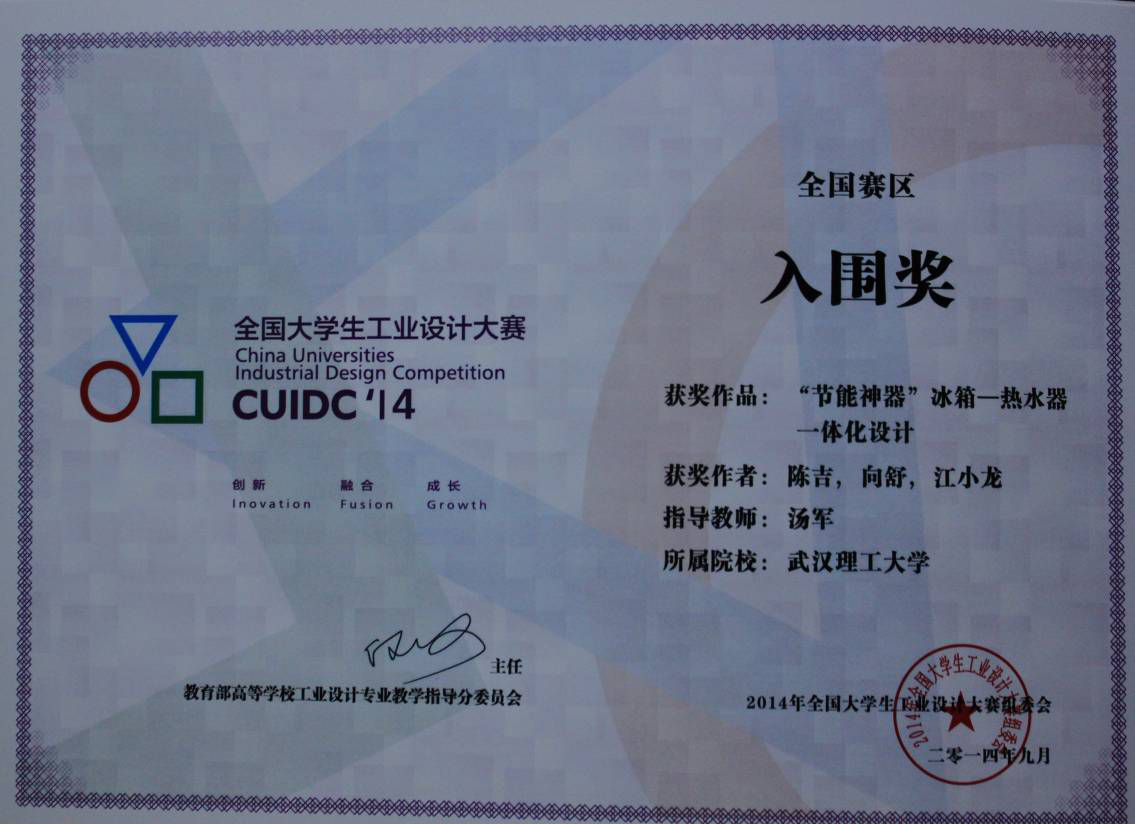 全国大学生工业设计大赛
China Universities
Industrial Design Competition
CUIDC '14
创新 融合 成长
Inovation Fusion Growth
主任
教育部高等学校工业设计专业教学指导分委员会
全国赛区
入围奖
获奖作品：“节能神器”冰箱—热水器
一体化设计
获奖作者：陈吉，向舒，江小龙
指导教师：汤军
所属院校：武汉理工大学
2014年全国大学生工业设计大赛组委会
二零一四年九月
2014年全国大学生工业设计大赛组委会